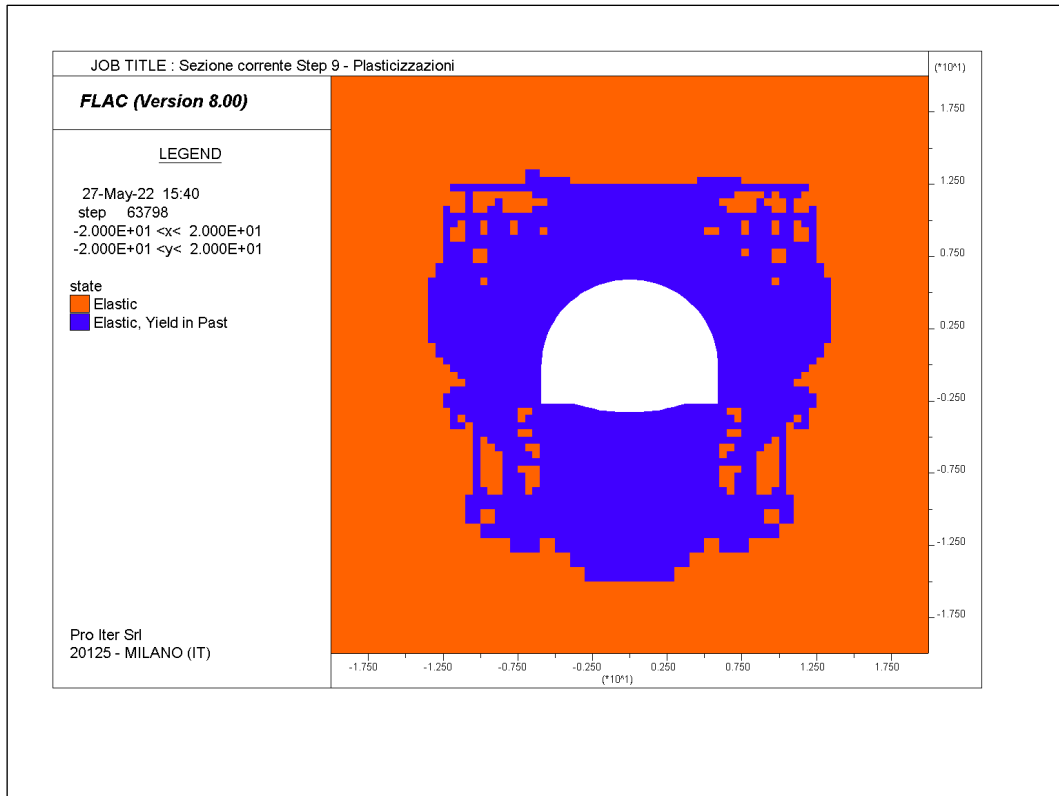 JOB TITLE : Sezione corrente Step 9 - Plasticizzazioni
FLAC (Version 8.00)
LEGEND
27-May-22 15:40
step 63798
-2.000E+01 <x< 2.000E+01
-2.000E+01 <y< 2.000E+01
state
Elastic
Elastic, Yield in Past
Pro Iter Srl
20125 - MILANO (IT)
(*10^1)
1.750
1.250
0.750
0.250
-0.250
-0.750
-1.250
-1.750
-1.750 -1.250 -0.750 -0.250 0.250 0.750 1.250 1.750
(*10^1)